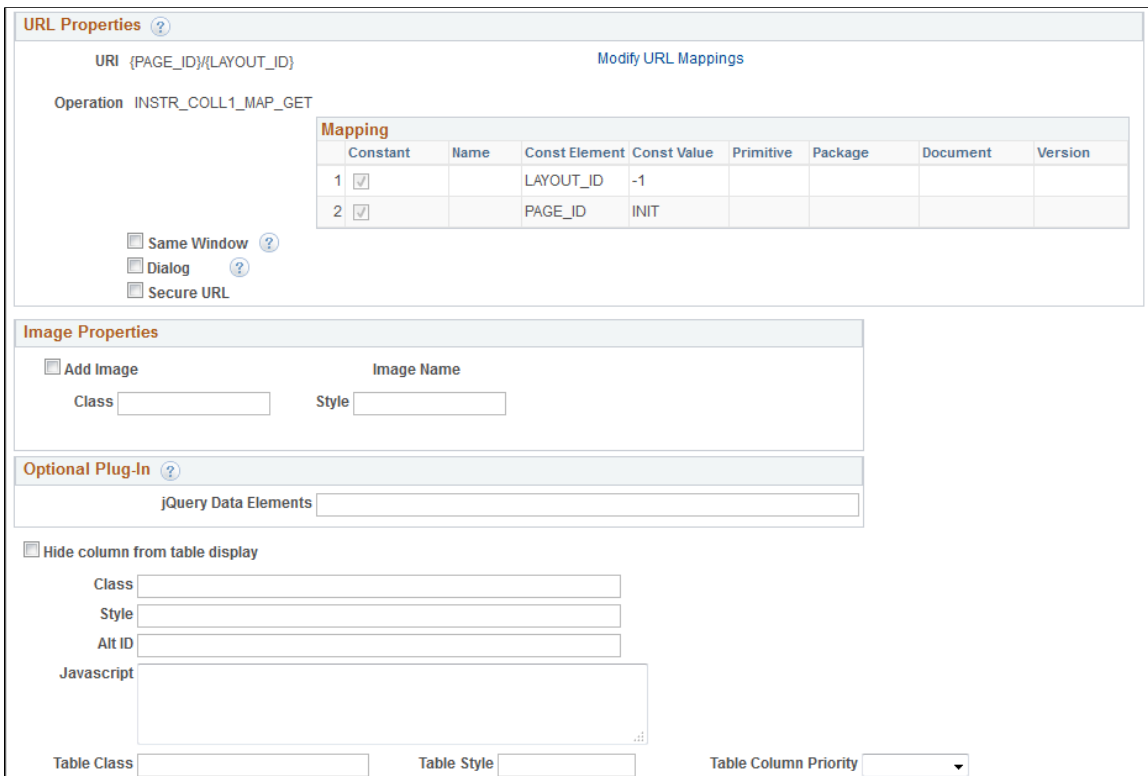 URL Properties ?
URI {PAGE_ID}/{LAYOUT_ID} Modify URL Mappings
Operation INSTR_COLL1_MAP_GET
Mapping
Constant Name Const Element Const Value Primitive Package Document Version
1 LAYOUT_ID -1
2 PAGE_ID INIT
Same Window ?
Dialog ?
Secure URL
Image Properties
Add Image Image Name
Class Style
Optional Plug-In ?
jQuery Data Elements
Hide column from table display
Class
Style
Alt ID
Javascript
Table Class Table Style Table Column Priority